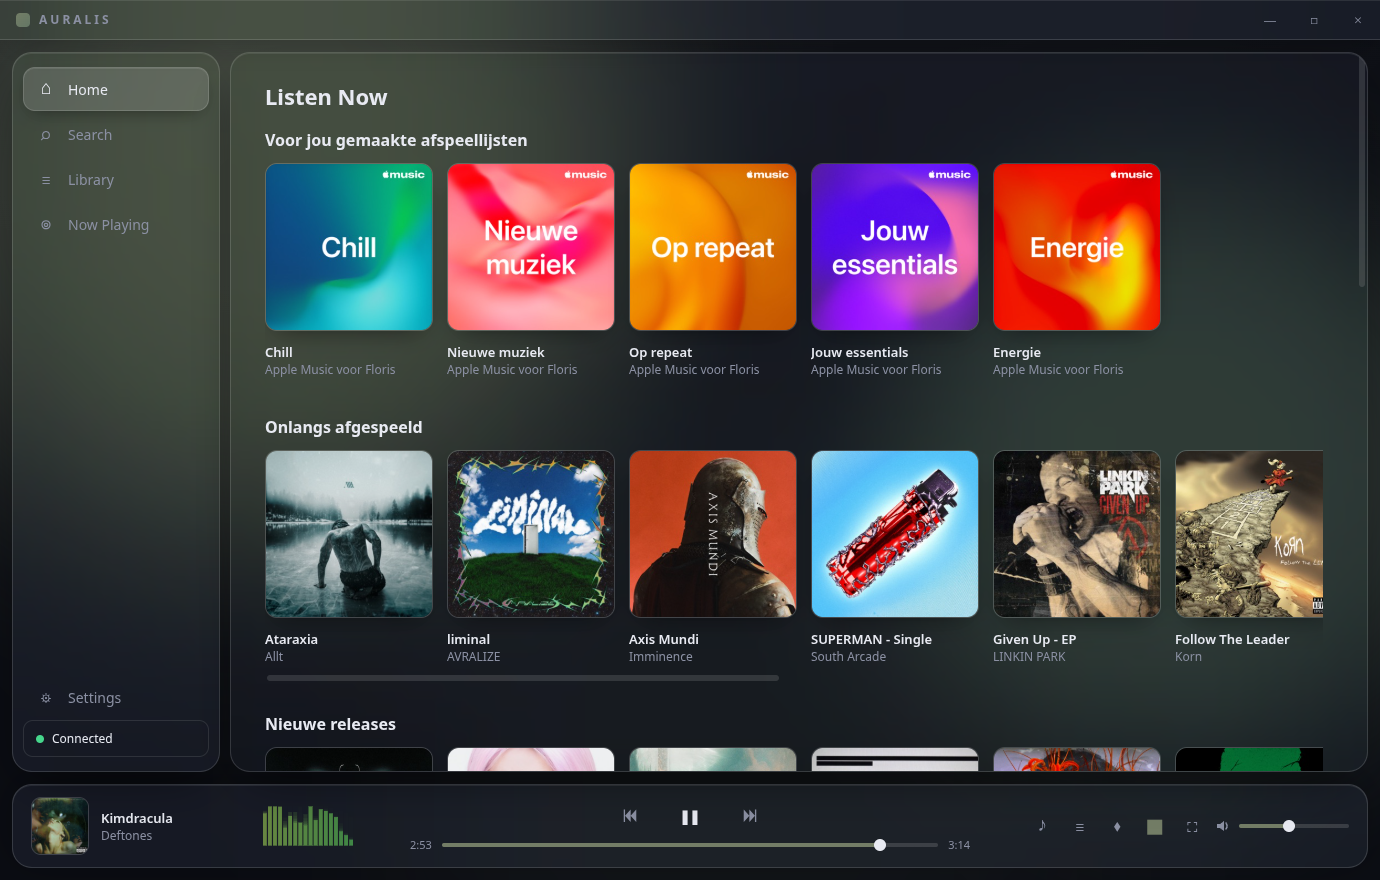 AURALIS
Home
Search
Library
Now Playing
Settings
Connected
Listen Now
Voor jou gemaakte afspeellijsten
music music music music music
Chill
Nieuwe
muziek
Op repeat
Jouw
essentials
Energie
Chill Nieuwe muziek Op repeat Jouw essentials Energie
Apple Music voor Floris Apple Music voor Floris Apple Music voor Floris Apple Music voor Floris Apple Music voor Floris
Onlangs afgespeeld
LIMINAL
AXIS MUNDI
LINKIN
PARK
GIVEN UP
Korn
Ataraxia liminal Axis Mundi SUPERMAN - Single Given Up - EP Follow The Leader
Allt AVRALIZE Imminence South Arcade LINKIN PARK Korn
Nieuwe releases
Kimdracula
Deftones
2:53 3:14